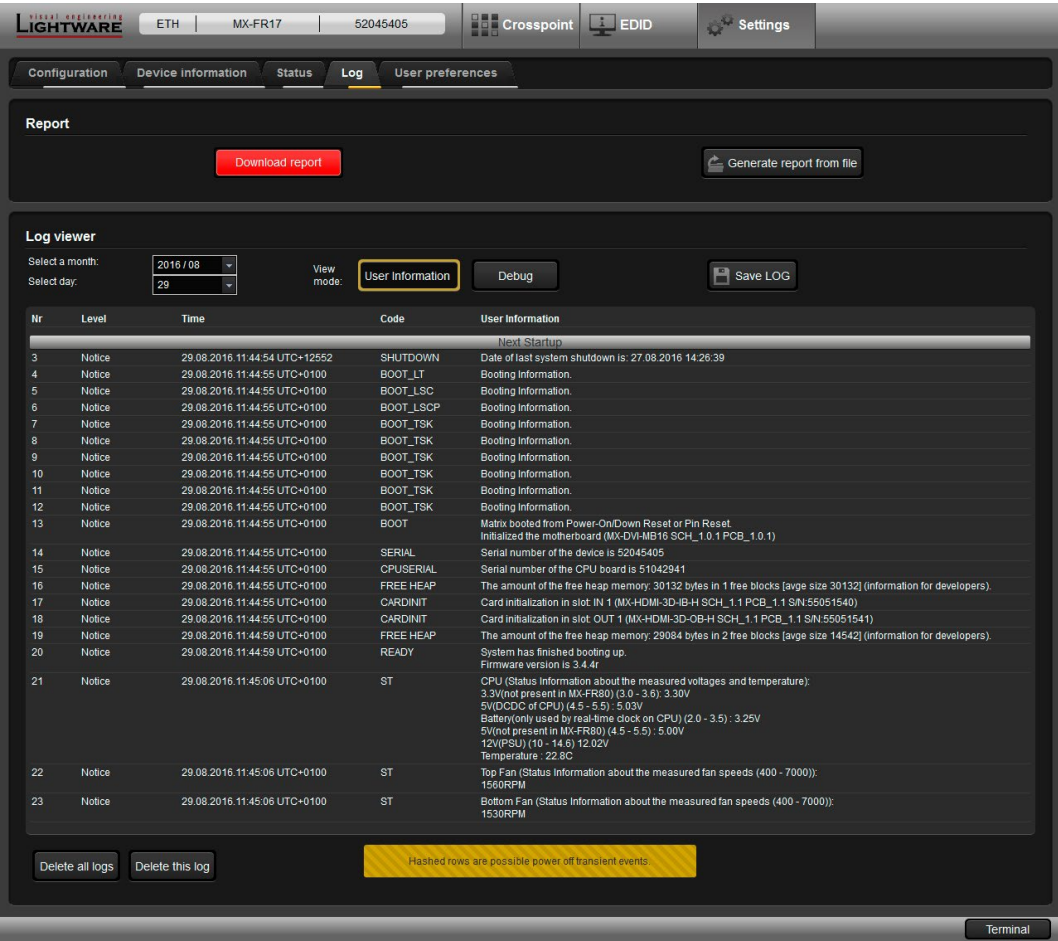 visual engineering
LIGHTWARE
ETH | MX-FR17 | 52045405
Crosspoint
EDID
Settings
Configuration Device information Status Log User preferences
Report
Download report
Generate report from file
Log viewer
Select a month: 2016 / 08
Select day: 29
View mode:
User Information
Debug
Save LOG
Nr Level Time Code User Information
Next Startup
3 Notice 29.08.2016.11:44:54 UTC+12552 SHUTDOWN Date of last system shutdown is: 27.08.2016 14:26:39
4 Notice 29.08.2016.11:44:55 UTC+0100 BOOT_LT Booting Information.
5 Notice 29.08.2016.11:44:55 UTC+0100 BOOT_LSC Booting Information.
6 Notice 29.08.2016.11:44:55 UTC+0100 BOOT_LSCP Booting Information.
7 Notice 29.08.2016.11:44:55 UTC+0100 BOOT_TSK Booting Information.
8 Notice 29.08.2016.11:44:55 UTC+0100 BOOT_TSK Booting Information.
9 Notice 29.08.2016.11:44:55 UTC+0100 BOOT_TSK Booting Information.
10 Notice 29.08.2016.11:44:55 UTC+0100 BOOT_TSK Booting Information.
11 Notice 29.08.2016.11:44:55 UTC+0100 BOOT_TSK Booting Information.
12 Notice 29.08.2016.11:44:55 UTC+0100 BOOT_TSK Booting Information.
13 Notice 29.08.2016.11:44:55 UTC+0100 BOOT Matrix booted from Power-On/Down Reset or Pin Reset.
Initialized the motherboard (MX-DVI-MB16 SCH_1.0.1 PCB_1.0.1)
14 Notice 29.08.2016.11:44:55 UTC+0100 SERIAL Serial number of the device is 52045405
15 Notice 29.08.2016.11:44:55 UTC+0100 CPUSERIAL Serial number of the CPU board is 51042941
16 Notice 29.08.2016.11:44:55 UTC+0100 FREE HEAP The amount of the free heap memory: 30132 bytes in 1 free blocks [avge size 30132] (information for developers).
17 Notice 29.08.2016.11:44:55 UTC+0100 CARDINIT Card initialization in slot: IN 1 (MX-HDMI-3D-IB-H SCH_1.1 PCB_1.1 S/N:55051540)
18 Notice 29.08.2016.11:44:55 UTC+0100 CARDINIT Card initialization in slot: OUT 1 (MX-HDMI-3D-OB-H SCH_1.1 PCB_1.1 S/N:55051541)
19 Notice 29.08.2016.11:44:59 UTC+0100 FREE HEAP The amount of the free heap memory: 29084 bytes in 2 free blocks [avge size 14542] (information for developers).
20 Notice 29.08.2016.11:44:59 UTC+0100 READY System has finished booting up.
Firmware version is 3.4.4r
21 Notice 29.08.2016.11:45:06 UTC+0100 ST CPU (Status Information about the measured voltages and temperature):
3.3V(not present in MX-FR80) (3.0 - 3.6): 3.30V
5V(DCDC of CPU) (4.5 - 5.5) : 5.03V
Battery(only used by real-time clock on CPU) (2.0 - 3.5) : 3.25V
5V(not present in MX-FR80) (4.5 - 5.5) : 5.00V
12V(PSU) (10 - 14.6) 12.02V
Temperature : 22.8C
22 Notice 29.08.2016.11:45:06 UTC+0100 ST Top Fan (Status Information about the measured fan speeds (400 - 7000)):
1560RPM
23 Notice 29.08.2016.11:45:06 UTC+0100 ST Bottom Fan (Status Information about the measured fan speeds (400 - 7000)):
1530RPM
Delete all logs
Delete this log
Hashed rows are possible power off transient events.
Terminal